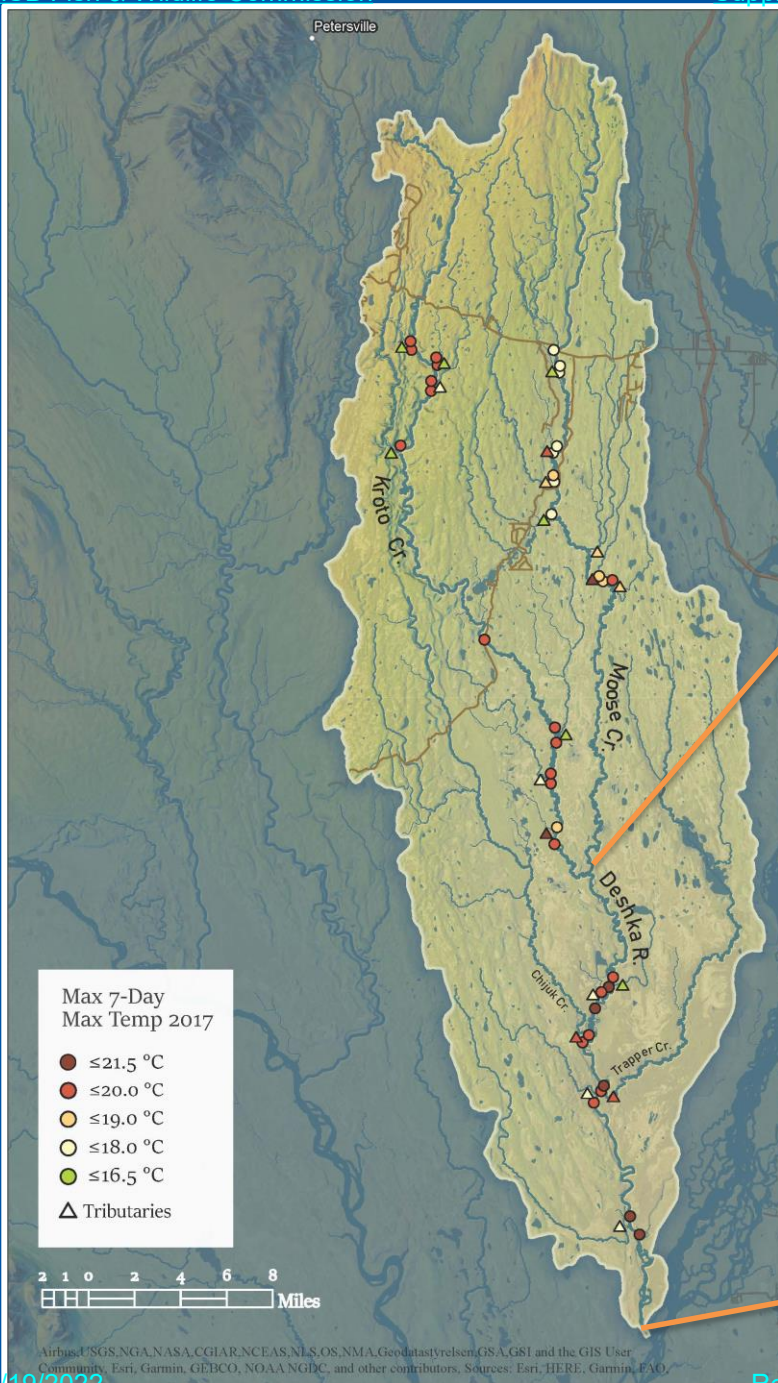 Petersville
Kroto Cr.
Moose Cr.
Deshka R.
Chijuk Cr.
Trapper Cr.
Max 7-Day
Max Temp 2017
≤21.5 °C
≤20.0 °C
≤19.0 °C
≤18.0 °C
≤16.5 °C
Tributaries
2 1 0 2 4 6 8
Miles
Airbus,USGS,NGA,NASA,CGIAR,NCEAS,NLS,OS,NMA,Geodatastyrelsen,GSA,GSI and the GIS User
Community, Esri, Garmin, GEBCO, NOAA NGDC, and other contributors, Sources: Esri, HERE, Garmin, FAO,
/19/2022